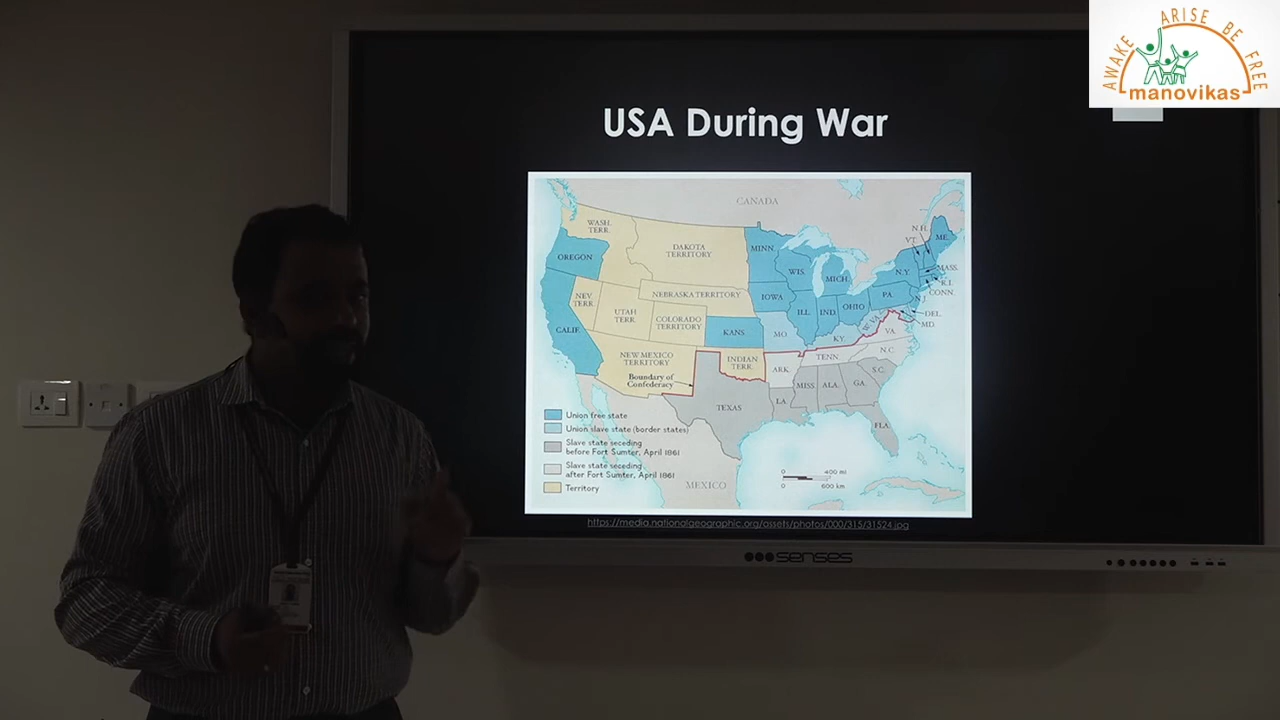 AWAKE ARISE BE FREE
manovikas
USA During War
CANADA
WASH.
TERR.
OREGON
DAKOTA
TERRITORY
MINN.
WIS.
MICH.
N.H.
VT.
ME.
N.Y.
MASS.
R.I.
CONN.
N.J.
PA.
DEL.
MD.
NEV.
TERR.
UTAH
TERR.
NEBRASKA TERRITORY
COLORADO
TERRITORY
IOWA
ILL.
IND.
OHIO
W.VA.
VA.
CALIF.
KANS.
MO.
KY.
NEW MEXICO
TERRITORY
INDIAN
TERR.
TENN.
N.C.
ARK.
S.C.
Boundary of
Confederacy
TEXAS
LA.
MISS.
ALA.
GA.
FLA.
MEXICO
Union free state
Union slave state (border states)
Slave state seceding
before Fort Sumter, April 1861
Slave state seceding
after Fort Sumter, April 1861
Territory
0 400 mi
0 600 km
https://media.nationalgeographic.org/assets/photos/000/315/31524.jpg
senses